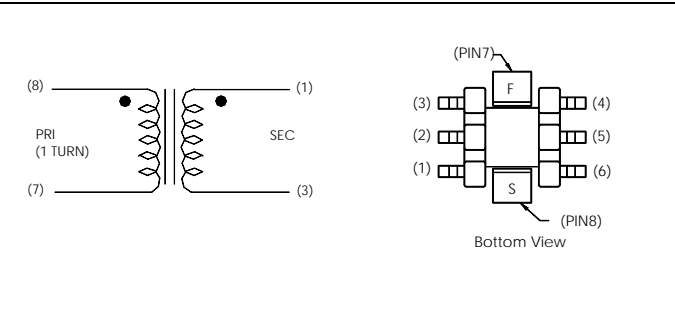 (8)
(1)
PRI
(1 TURN)
SEC
(7)
(3)
(PIN7)
F
(3)
(4)
(2)
(5)
(1)
(6)
S
(PIN8)
Bottom View